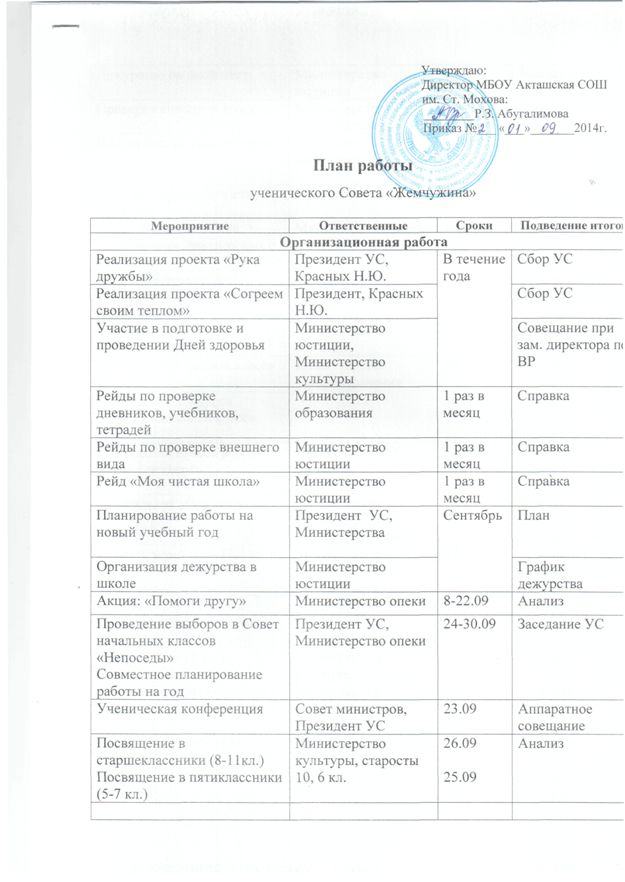 Утверждаю:
Директор МБОУ Акташская СОШ
им. Ст. Мохова:
Р.З. Абугалимова
Приказ № 2 « 01 » 09 2014г.
План работы
ученического Совета «Жемчужина»
Мероприятие Ответственные Сроки Подведение итого
Организационная работа
Реализация проекта «Рука Президент УС, В течение Сбор УС
дружбы» Красных Н.Ю. года
Реализация проекта «Согреем Президент, Красных Сбор УС
своим теплом» Н.Ю.
Участие в подготовке и Министерство Совещание при
проведении Дней здоровья юстиции, зам. директора по
Министерство ВР
культуры
Рейды по проверке Министерство 1 раз в Справка
дневников, учебников, образования месяц
тетрадей
Рейды по проверке внешнего Министерство 1 раз в Справка
вида юстиции месяц
Рейд «Моя чистая школа» Министерство 1 раз в Справка
юстиции месяц
Планирование работы на Президент УС, Сентябрь План
новый учебный год Министерства
Организация дежурства в Министерство График
школе юстиции дежурства
Акция: «Помоги другу» Министерство опеки 8-22.09 Анализ
Проведение выборов в Совет Президент УС, 24-30.09 Заседание УС
начальных классов Министерство опеки
«Непоседы»
Совместное планирование
работы на год
Ученическая конференция Совет министров, 23.09 Аппаратное
Президент УС совещание
Посвящение в Министерство 26.09 Анализ
старшеклассники (8-11кл.) культуры, старосты
Посвящение в пятиклассники 10, 6 кл. 25.09
(5-7 кл.)